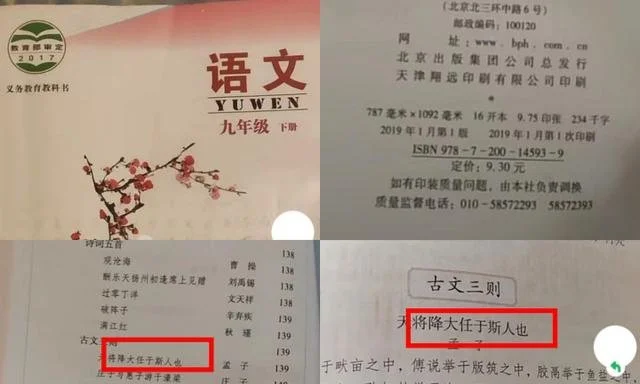 教育部审定
2017
义务教育教科书
语文
YUWEN
九年级 下册
(北京北三环中路6号)
邮政编码：100120
网 址：www.bph.com.cn
北京出版集团公司总发行
天津翔远印刷有限公司印刷
*
787毫米×1092毫米 16开本 9.75印张 234千字
2019年1月第1版 2019年1月第1次印刷
ISBN 978-7-200-14593-9
定价：9.30元
如有印装质量问题，由本社负责调换
质量监督电话：010-58572293 58572393
诗词五首 138
观沧海 曹操 138
酬乐天扬州初逢席上见赠 刘禹锡 138
过零丁洋 文天祥 138
破阵子 辛弃疾 138
满江红 秋瑾 139
古文三则 139
天将降大任于斯人也 孟子 139
庄子与惠子游于濠梁 庄子
古文三则
天将降大任于斯人也
孟子
于畎亩之中，傅说举于版筑之中，胶鬲举于鱼盐之中